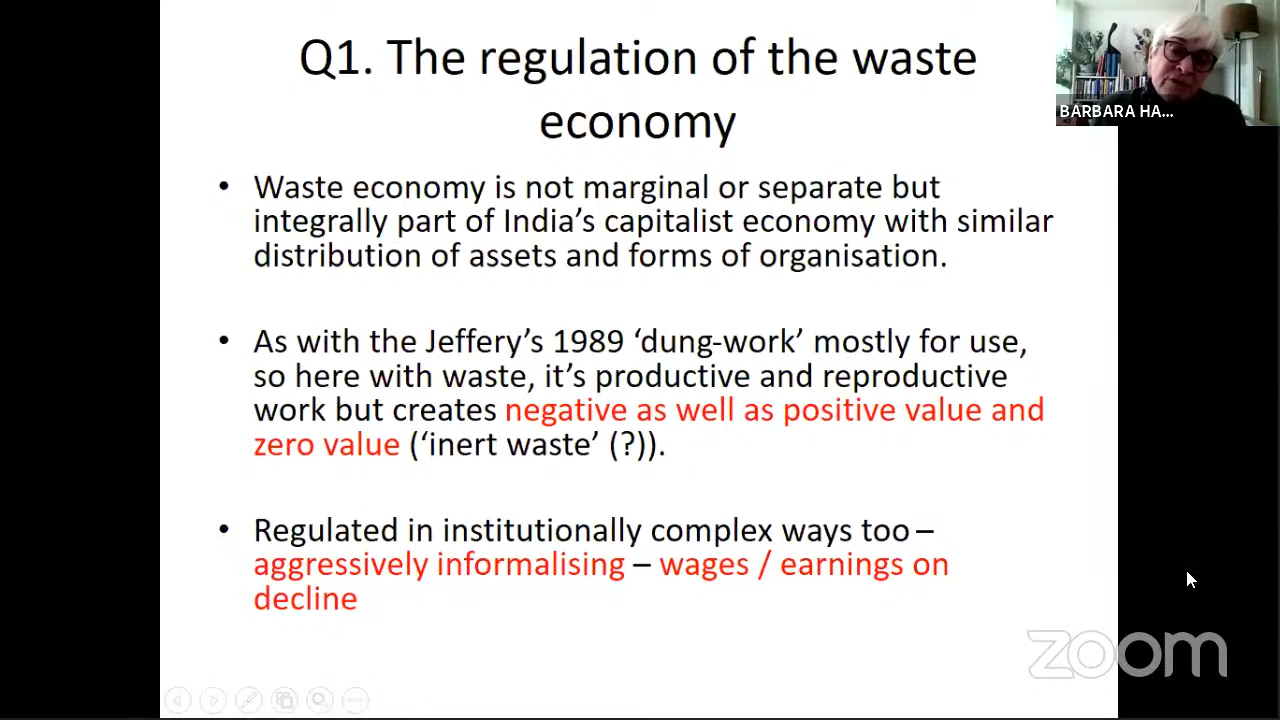 Q1. The regulation of the waste
economy
BARBARA HA...
• Waste economy is not marginal or separate but
integrally part of India’s capitalist economy with similar
distribution of assets and forms of organisation.
• As with the Jeffery’s 1989 ‘dung-work’ mostly for use,
so here with waste, it’s productive and reproductive
work but creates negative as well as positive value and
zero value (‘inert waste’ (?)).
• Regulated in institutionally complex ways too –
aggressively informalising – wages / earnings on
decline
zoom